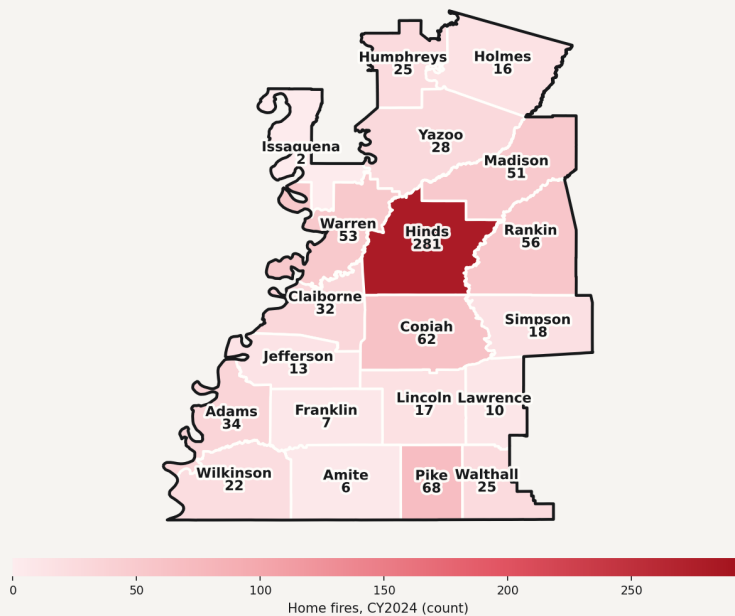 Humphreys
25
Holmes
16
Issaquena
2
Yazoo
28
Madison
51
Warren
53
Hinds
281
Rankin
56
Claiborne
32
Copiah
62
Simpson
18
Jefferson
13
Adams
34
Franklin
7
Lincoln
17
Lawrence
10
Wilkinson
22
Amite
6
Pike
68
Walthall
25
0 50 100 150 200 250
Home fires, CY2024 (count)